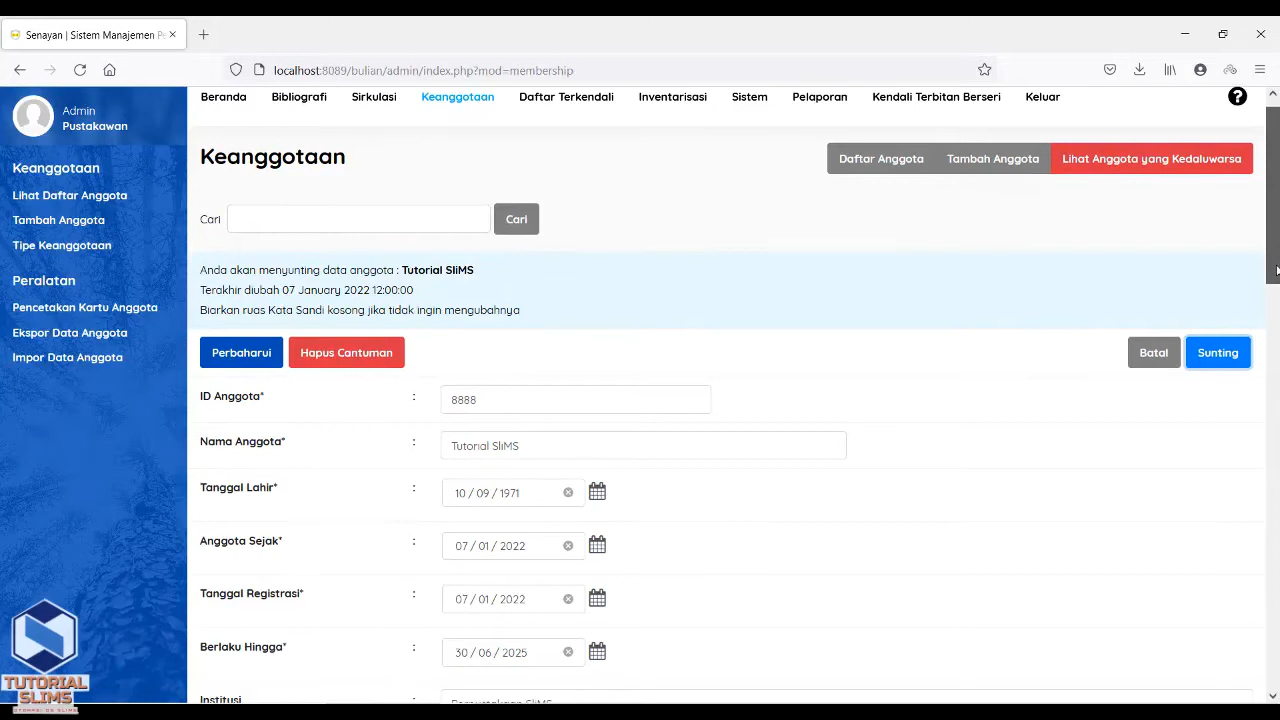 Senayan | Sistem Manajemen Pe
localhost:8089/bulian/admin/index.php?mod=membership
Admin
Pustakawan
Beranda Bibliografi Sirkulasi Keanggotaan Daftar Terkendali Inventarisasi Sistem Pelaporan Kendali Terbitan Berseri Keluar
Keanggotaan
Lihat Daftar Anggota
Tambah Anggota
Tipe Keanggotaan
Peralatan
Pencetakan Kartu Anggota
Ekspor Data Anggota
Impor Data Anggota
Keanggotaan
Daftar Anggota Tambah Anggota Lihat Anggota yang Kedaluwarsa
Cari Cari
Anda akan menyunting data anggota : Tutorial SliMS
Terakhir diubah 07 January 2022 12:00:00
Biarkan ruas Kata Sandi kosong jika tidak ingin mengubahnya
Perbaharui Hapus Cantuman Batal Sunting
ID Anggota* : 8888
Nama Anggota* : Tutorial SliMS
Tanggal Lahir* : 10 / 09 / 1971
Anggota Sejak* : 07 / 01 / 2022
Tanggal Registrasi* : 07 / 01 / 2022
Berlaku Hingga* : 30 / 06 / 2025
Institusi : Perpustakaan SliMS
TUTORIAL
SLIMS